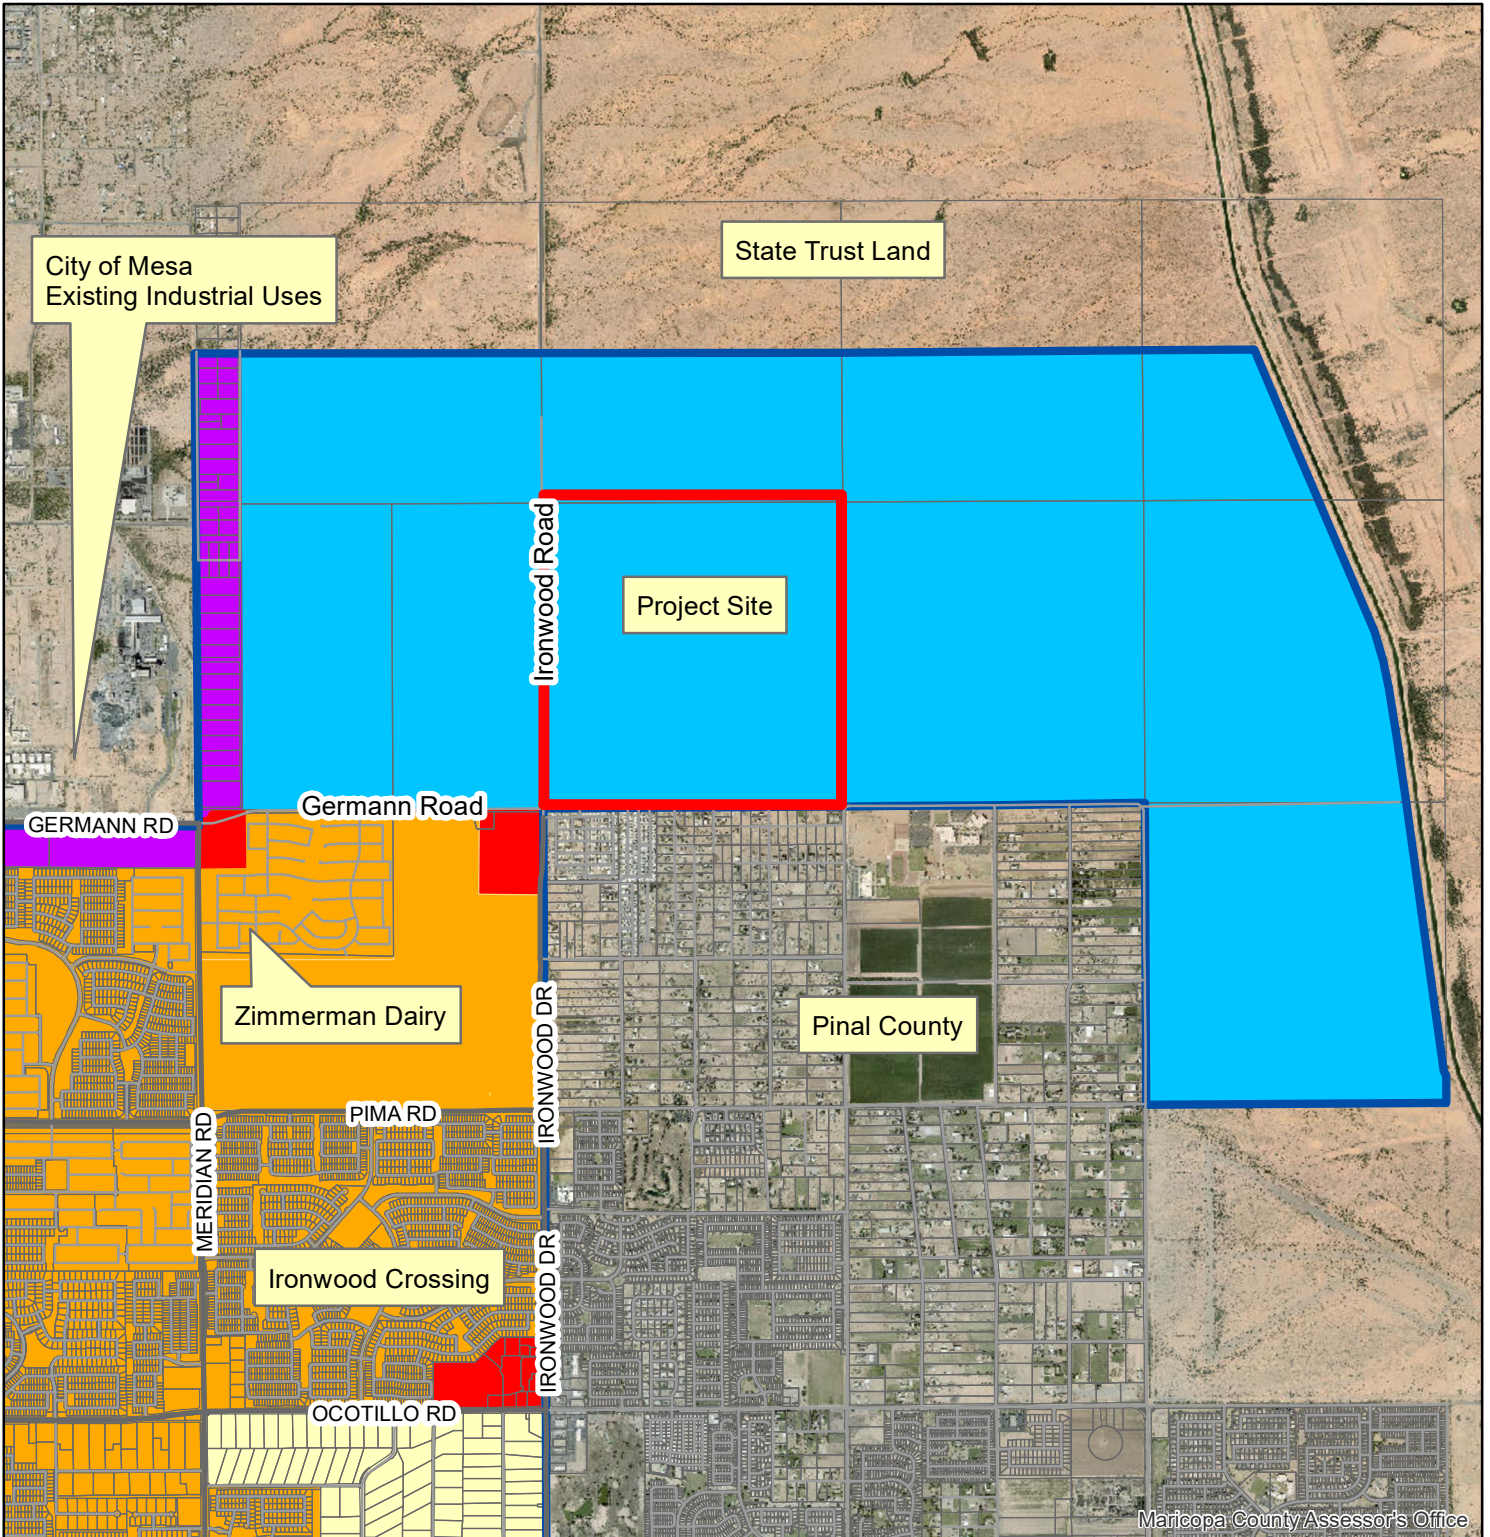 State Trust Land
City of Mesa
Existing Industrial Uses
Ironwood Road
Project Site
Germann Road
GERMANN RD
Zimmerman Dairy
IRONWOOD DR
Pinal County
PIMA RD
MERIDIAN RD
Ironwood Crossing
IRONWOOD DR
OCOTILLO RD
Maricopa County Assessor's Office